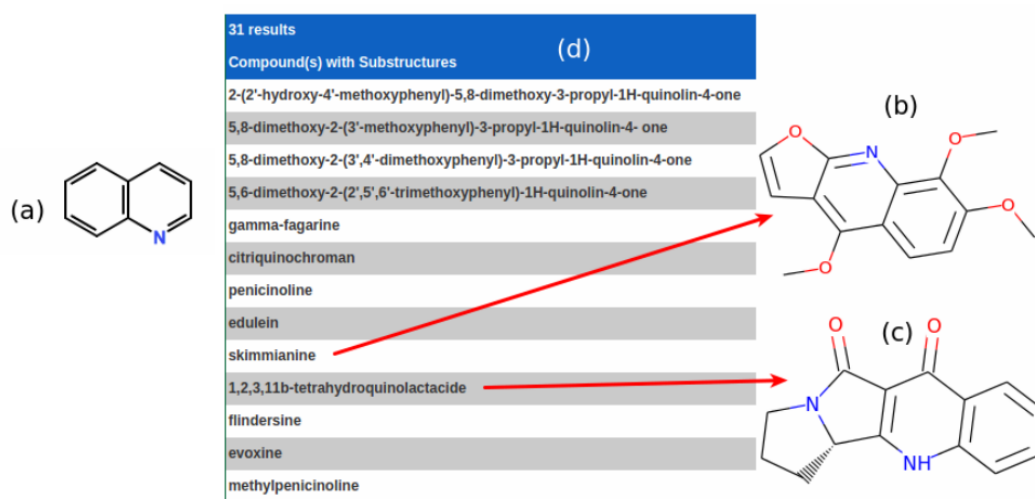 31 results
(d)
Compound(s) with Substructures
2-(2'-hydroxy-4'-methoxyphenyl)-5,8-dimethoxy-3-propyl-1H-quinolin-4-one
5,8-dimethoxy-2-(3'-methoxyphenyl)-3-propyl-1H-quinolin-4- one
5,8-dimethoxy-2-(3',4'-dimethoxyphenyl)-3-propyl-1H-quinolin-4-one
5,6-dimethoxy-2-(2',5',6'-trimethoxyphenyl)-1H-quinolin-4-one
gamma-fagarine
citriquinochroman
penicinoline
edulein
skimmianine
1,2,3,11b-tetrahydroquinolactacide
flindersine
evoxine
methylpenicinoline
(a)
N
(b)
O
N
O
O
O
(c)
O
O
N
NH